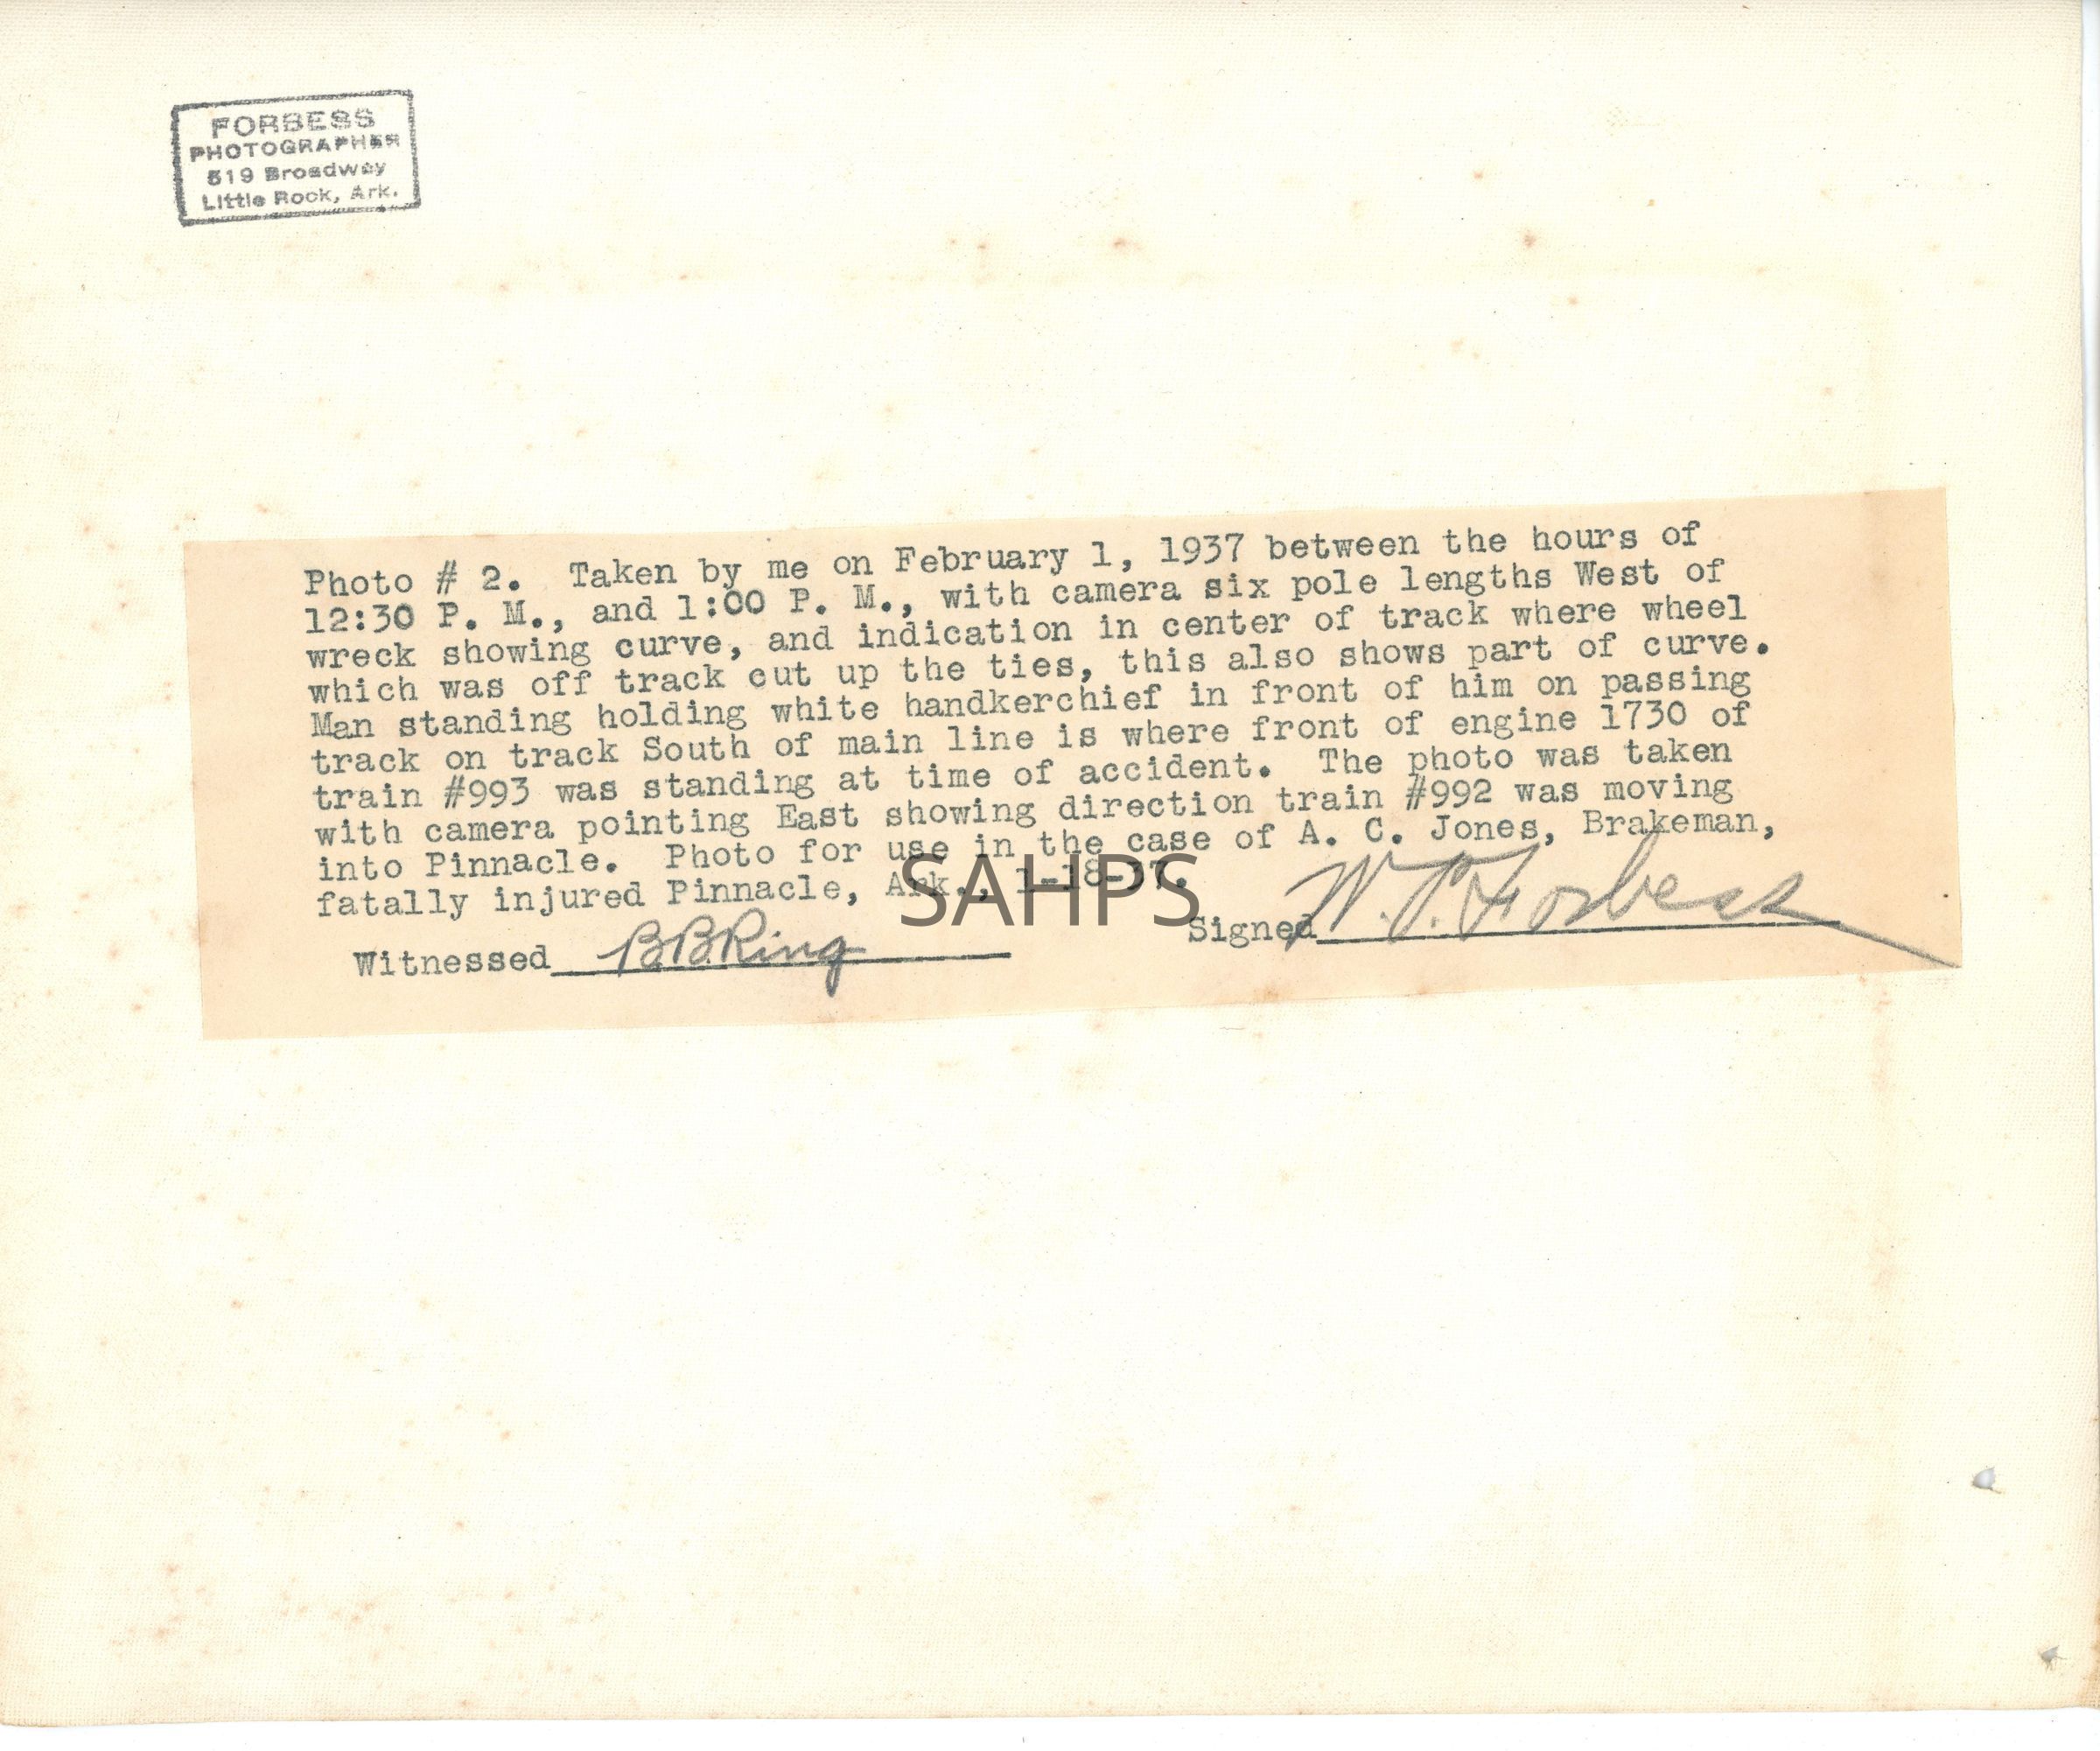 FORBESS
PHOTOGRAPHER
519 Broadway
Little Rock, Ark.
Photo # 2. Taken by me on February 1, 1937 between the hours of
12:30 P. M., and 1:00 P. M., with camera six pole lengths West of
wreck showing curve, and indication in center of track where wheel
which was off track cut up the ties, this also shows part of curve.
Man standing holding white handkerchief in front of him on passing
track on track South of main line is where front of engine 1730 of
train #993 was standing at time of accident. The photo was taken
with camera pointing East showing direction train #992 was moving
into Pinnacle. Photo for use in the case of A. C. Jones, Brakeman,
fatally injured Pinnacle, Ark., 1-18-37.
SAHPS
Signed W. P. Forbess
Witnessed B.B.Ring